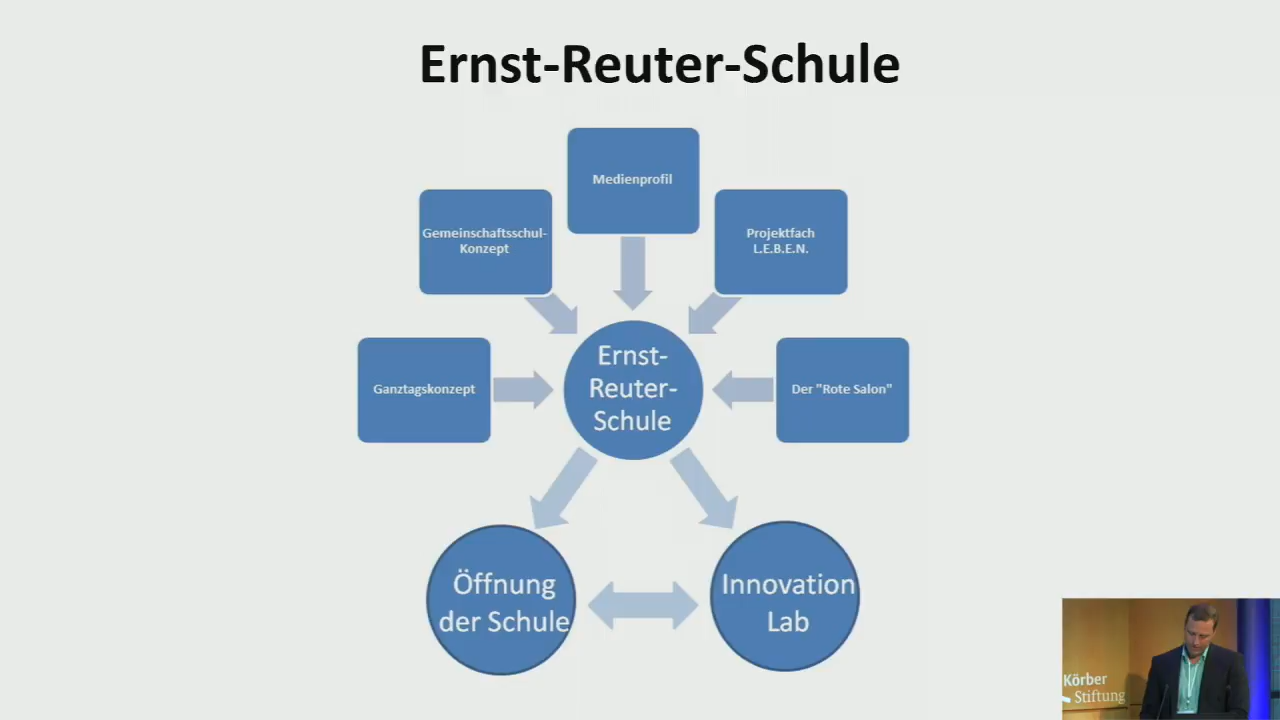 Ernst-Reuter-Schule
Medienprofil
Gemeinschaftsschul-
Konzept
Projektfach
L.E.B.E.N.
Ganztagskonzept
Ernst-
Reuter-
Schule
Der "Rote Salon"
Öffnung
der Schule
Innovation
Lab
Körber
Stiftung